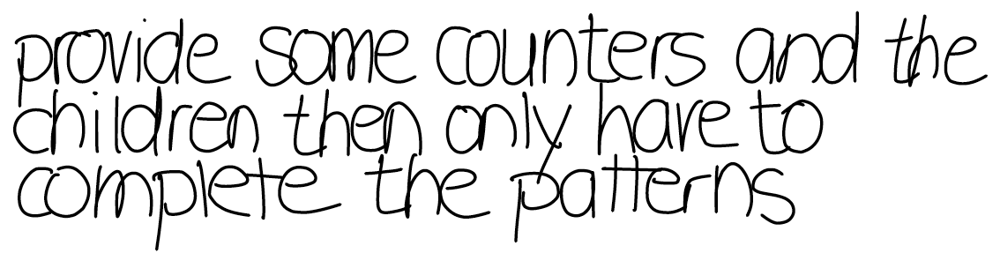 provide some counters and the
children then only have to
complete the patterns